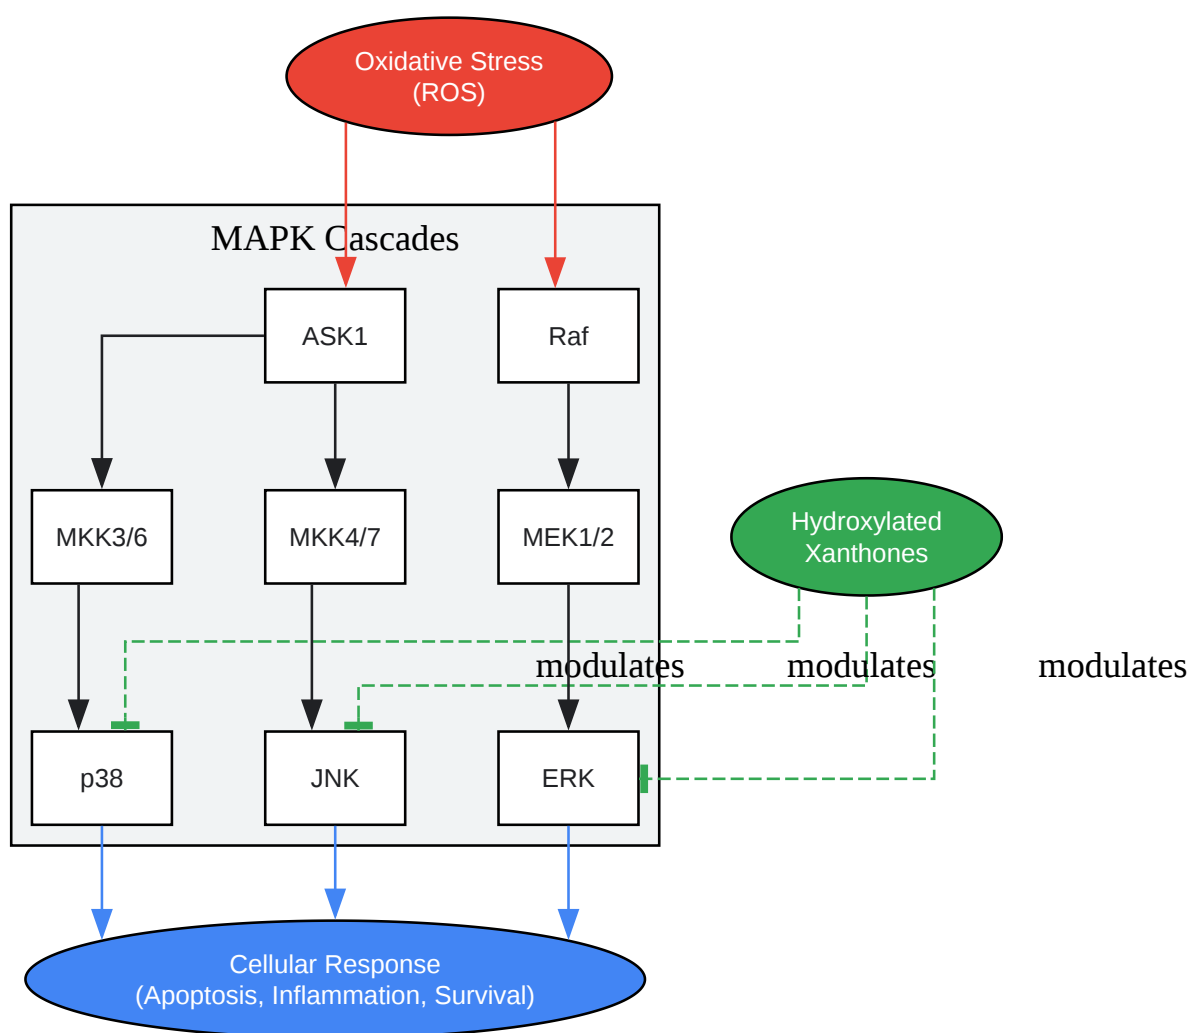 Oxidative Stress
(ROS)
MAPK Cascades
ASK1
Raf
MKK3/6
MKK4/7
MEK1/2
Hydroxylated
Xanthones
modulates
modulates
modulates
p38
JNK
ERK
Cellular Response
(Apoptosis, Inflammation, Survival)